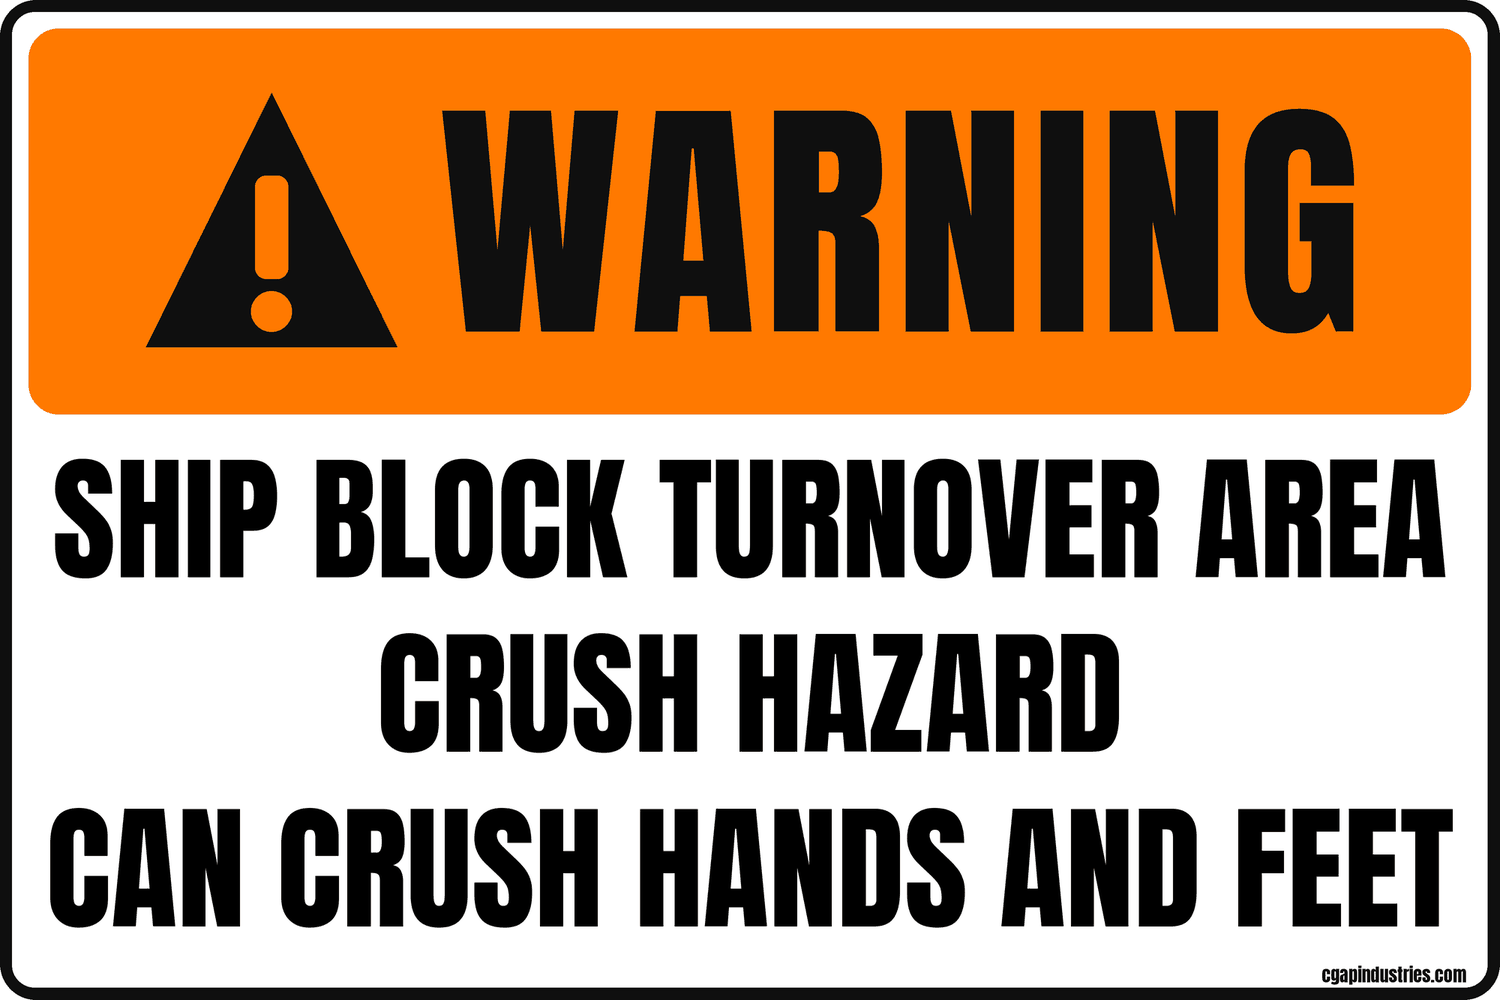 WARNING
SHIP BLOCK TURNOVER AREA
CRUSH HAZARD
CAN CRUSH HANDS AND FEET
cgapindustries.com